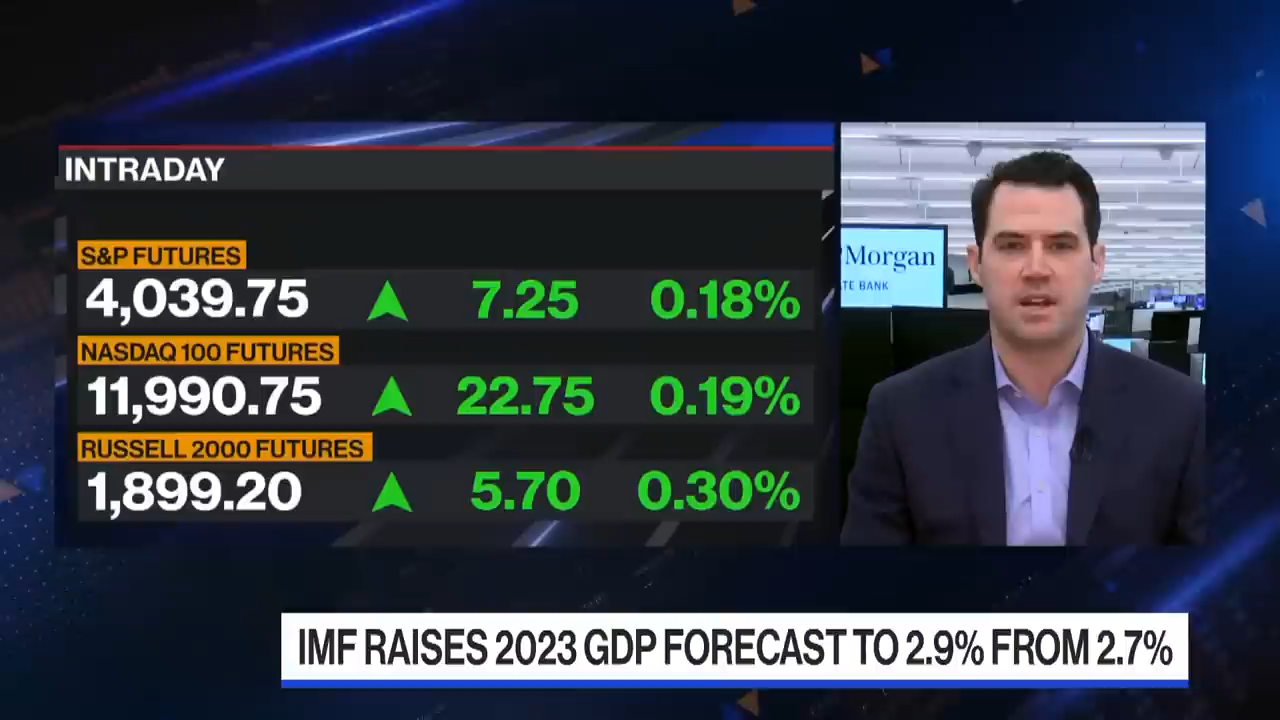 INTRADAY
S&P FUTURES
4,039.75 7.25 0.18%
NASDAQ 100 FUTURES
11,990.75 22.75 0.19%
RUSSELL 2000 FUTURES
1,899.20 5.70 0.30%
Morgan
BANK
IMF RAISES 2023 GDP FORECAST TO 2.9% FROM 2.7%